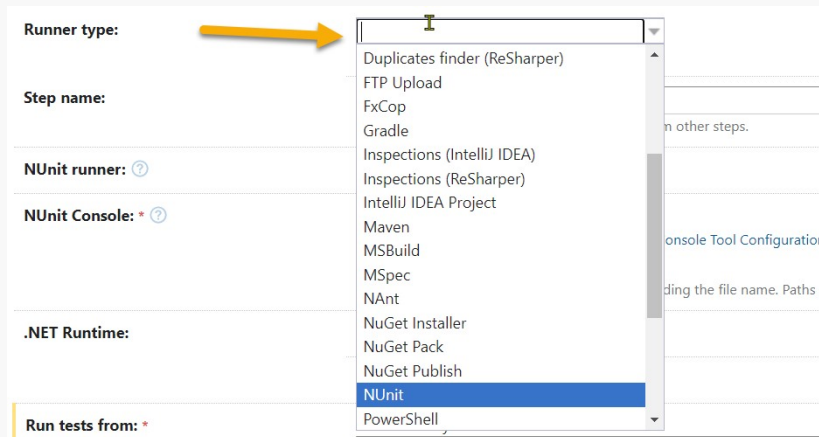 Runner type:
Duplicates finder (ReSharper)
FTP Upload
Step name:
FxCop
n other steps.
Gradle
Inspections (IntelliJ IDEA)
NUnit runner: ?
Inspections (ReSharper)
IntelliJ IDEA Project
NUnit Console: * ?
Maven
onsole Tool Configuration
MSBuild
MSpec
ding the file name. Paths
NAnt
NuGet Installer
.NET Runtime:
NuGet Pack
NuGet Publish
NUnit
PowerShell
Run tests from: *